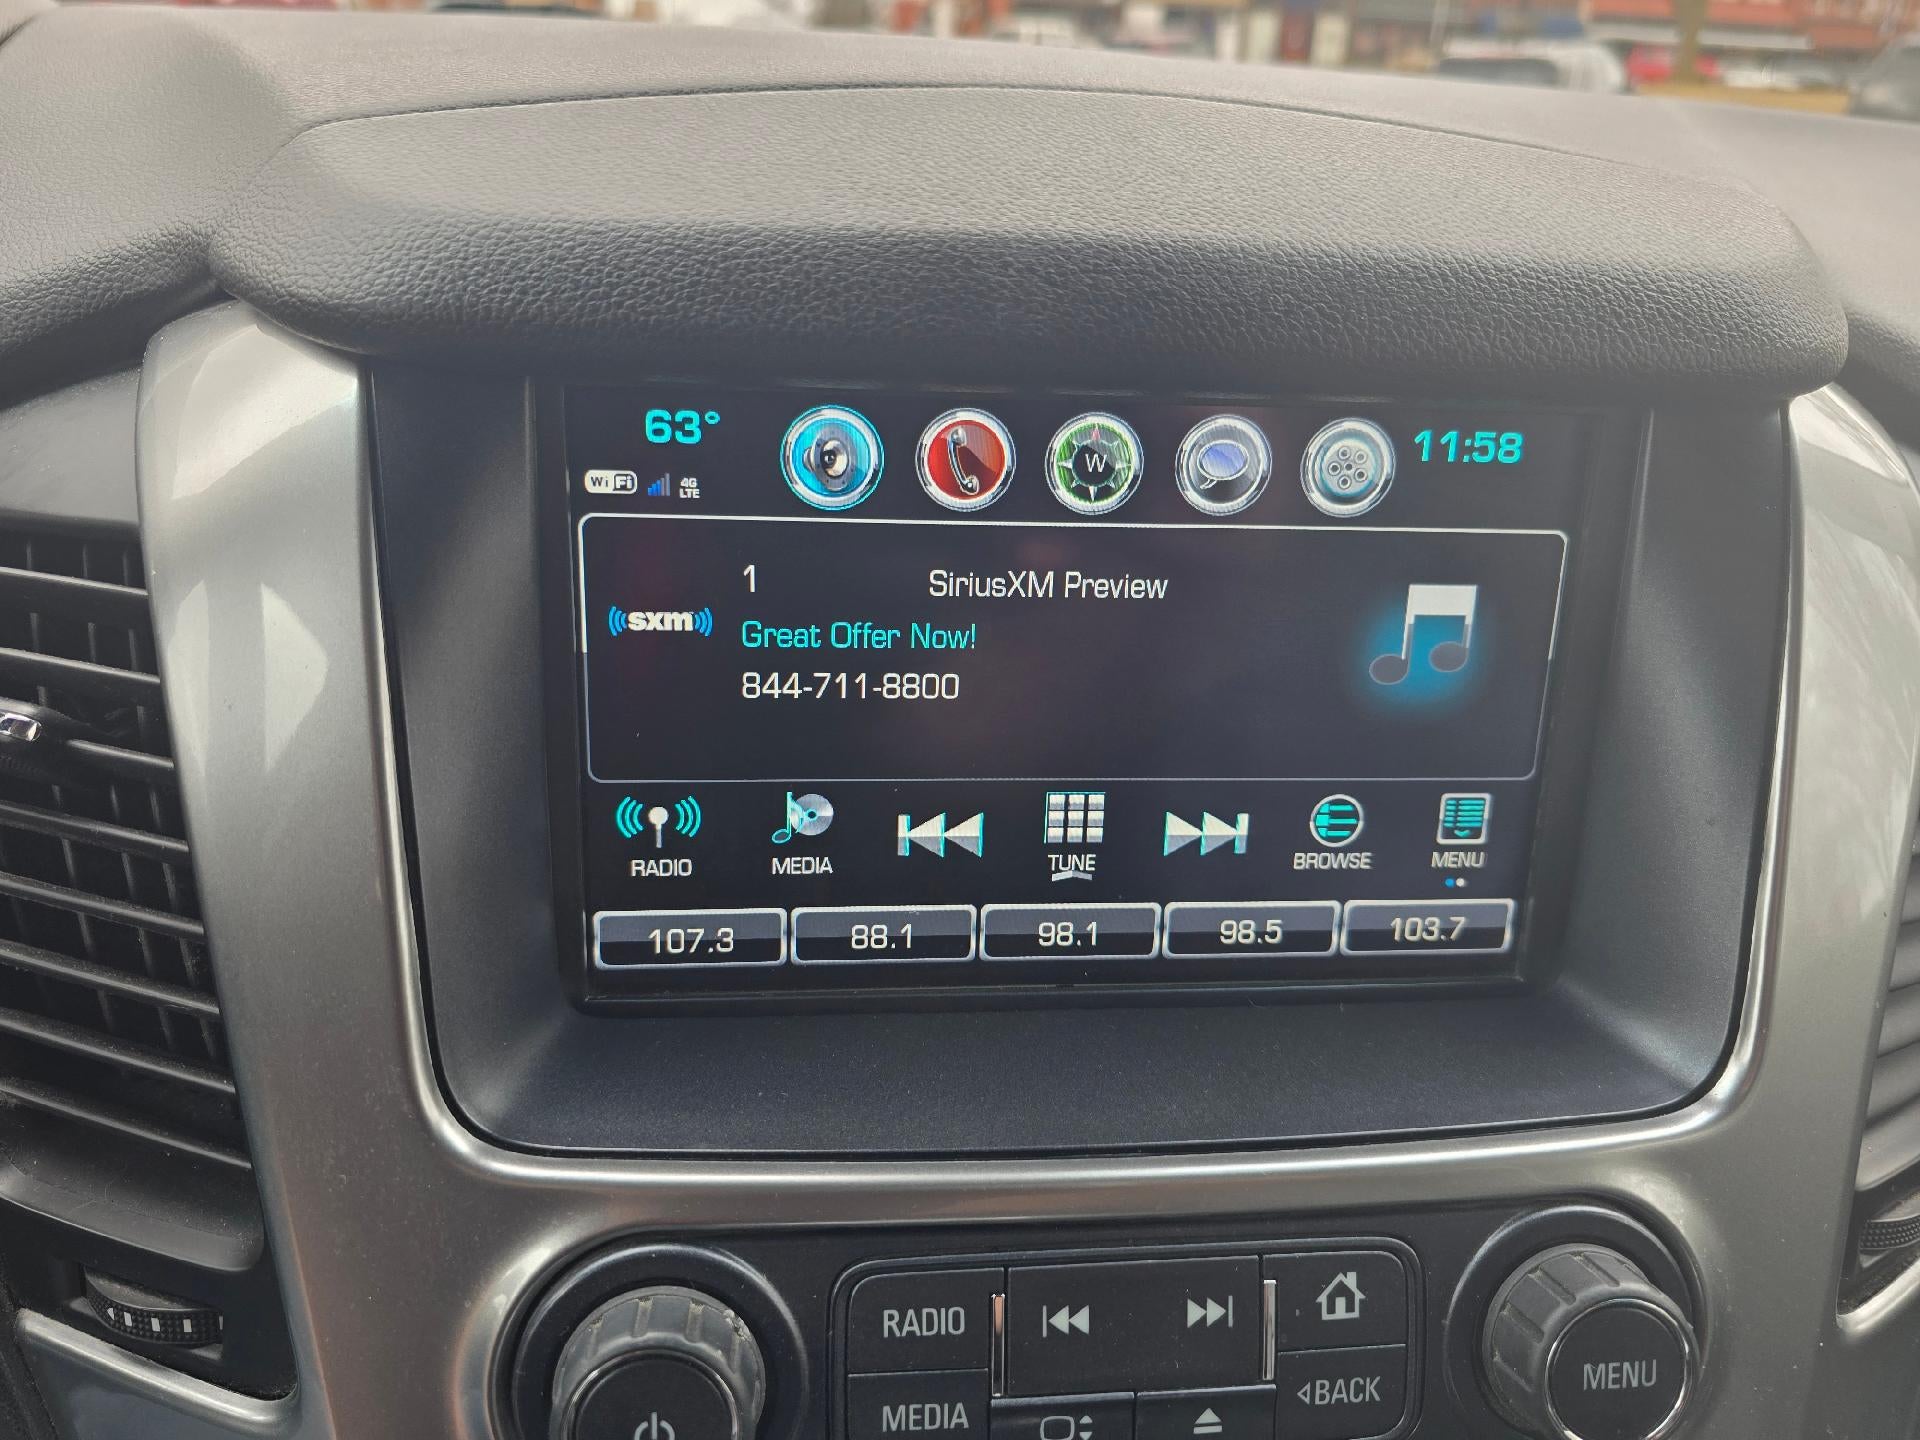 63°
11:58
WiFi 4G LTE
W
1 SiriusXM Preview
((sxm))
Great Offer Now!
844-711-8800
RADIO MEDIA TUNE BROWSE MENU
107.3 88.1 98.1 98.5 103.7
RADIO
MEDIA
BACK
MENU